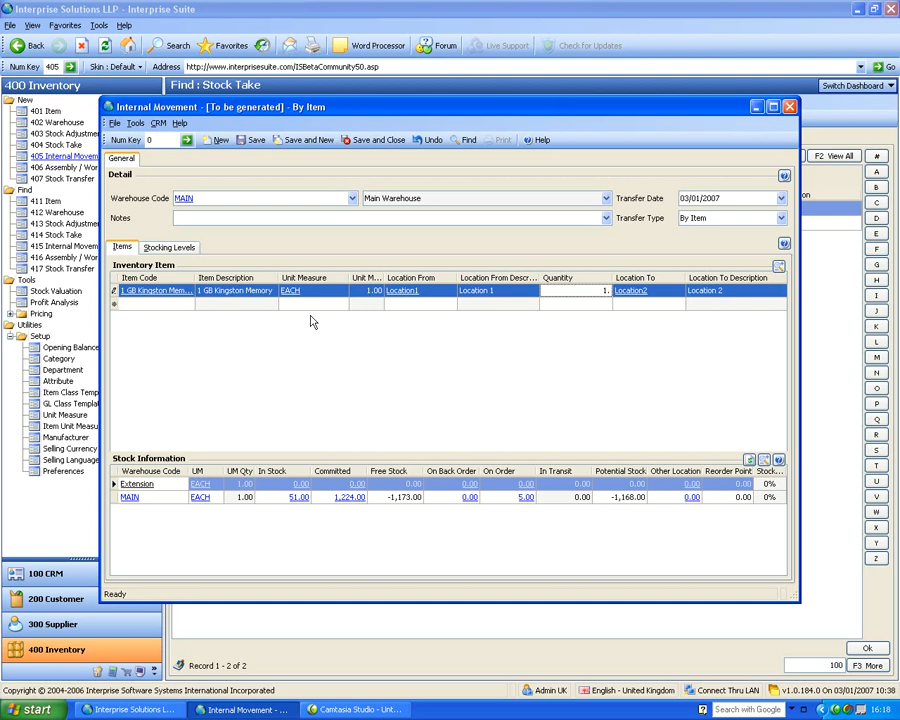 Interprise Solutions LLP - Interprise Suite
File View Favorites Tools Help
Back Search Favorites Word Processor Forum Live Support Check for Updates
Num Key 405 Skin : Default Address http://www.interprisesuite.com/ISBetaCommunity50.asp Go
400 Inventory Find : Stock Take Switch Dashboard
New
401 Item
402 Warehouse
403 Stock Adjustm
404 Stock Take
405 Internal Movem
406 Assembly / Wor
407 Stock Transfer
Find
411 Item
412 Warehouse
413 Stock Adjustm
414 Stock Take
415 Internal Movem
416 Assembly / Wor
417 Stock Transfer
Tools
Stock Valuation
Profit Analysis
Pricing
Utilities
Setup
Opening Balance
Category
Department
Attribute
Item Class Temp
GL Class Templa
Unit Measure
Item Unit Measu
Manufacturer
Selling Currency
Selling Language
Preferences
100 CRM
200 Customer
300 Supplier
400 Inventory
Internal Movement - [To be generated] - By Item
File Tools CRM Help
Num Key 0 New Save Save and New Save and Close Undo Find Print Help
General
Detail
Warehouse Code MAIN Main Warehouse Transfer Date 03/01/2007
Notes Transfer Type By Item
Items Stocking Levels
Inventory Item
Item Code Item Description Unit Measure Unit M... Location From Location From Descr... Quantity Location To Location To Description
1 GB Kingston Mem... 1 GB Kingston Memory EACH 1.00 Location1 Location 1 1. Location2 Location 2
Stock Information
Warehouse Code UM UM Qty In Stock Committed Free Stock On Back Order On Order In Transit Potential Stock Other Location Reorder Point Stock...
Extension EACH 1.00 0.00 0.00 0.00 0.00 0.00 0.00 0.00 0.00 0.00 0%
MAIN EACH 1.00 51.00 1,224.00 -1,173.00 0.00 5.00 0.00 -1,168.00 0.00 0.00 0%
Ready
F2 View All
#
A
B
C
D
E
F
G
H
I
J
K
L
M
N
O
P
Q
R
S
T
U
V
W
X
Y
Z
Ok
Record 1 - 2 of 2 100 F3 More
Copyright © 2004-2006 Interprise Software Systems International Incorporated Admin UK English - United Kingdom Connect Thru LAN v1.0.184.0 On 03/01/2007 10:38
start Interprise Solutions L... Internal Movement - ... Camtasia Studio - Unt... Search with Google 16:18